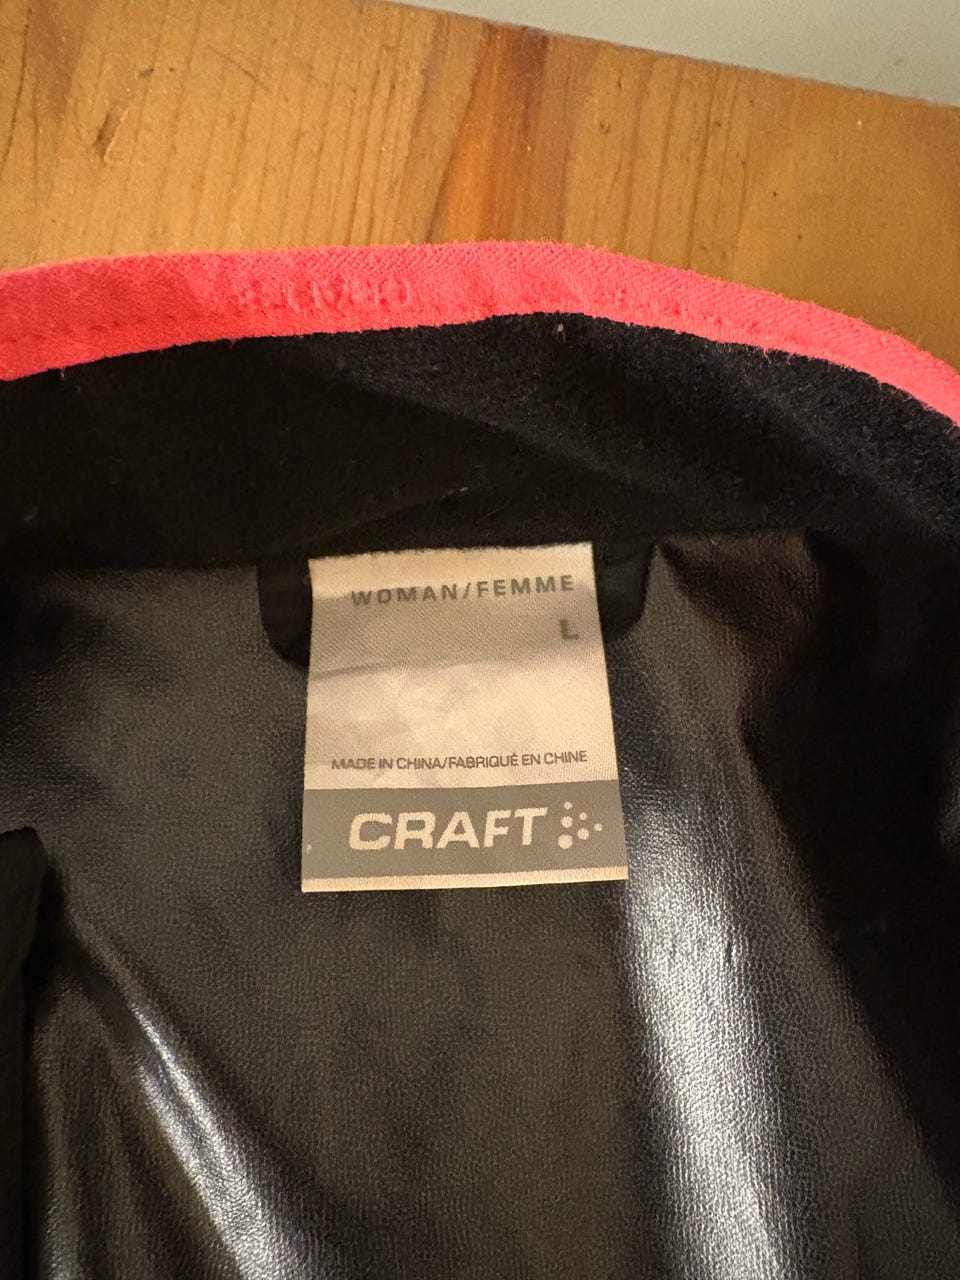 WOMAN/FEMME
L
MADE IN CHINA/FABRIQUÉ EN CHINE
CRAFT